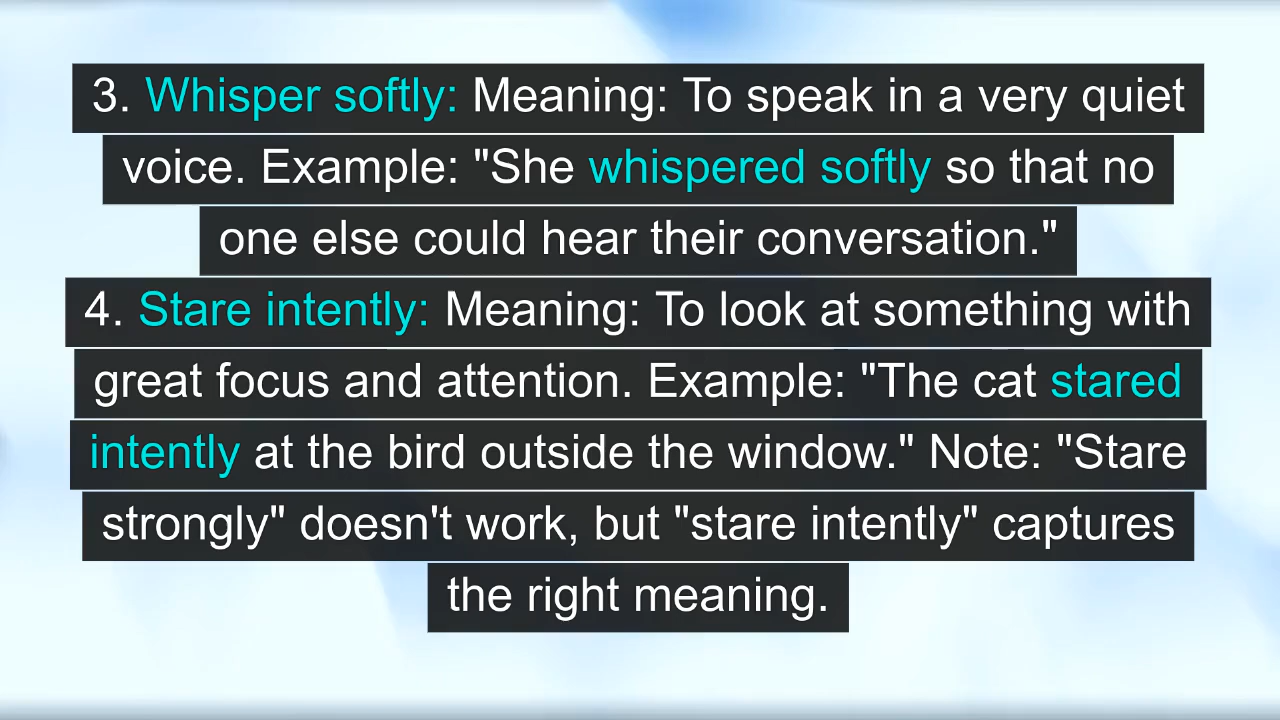 3. Whisper softly: Meaning: To speak in a very quiet
voice. Example: "She whispered softly so that no
one else could hear their conversation."
4. Stare intently: Meaning: To look at something with
great focus and attention. Example: "The cat stared
intently at the bird outside the window." Note: "Stare
strongly" doesn't work, but "stare intently" captures
the right meaning.